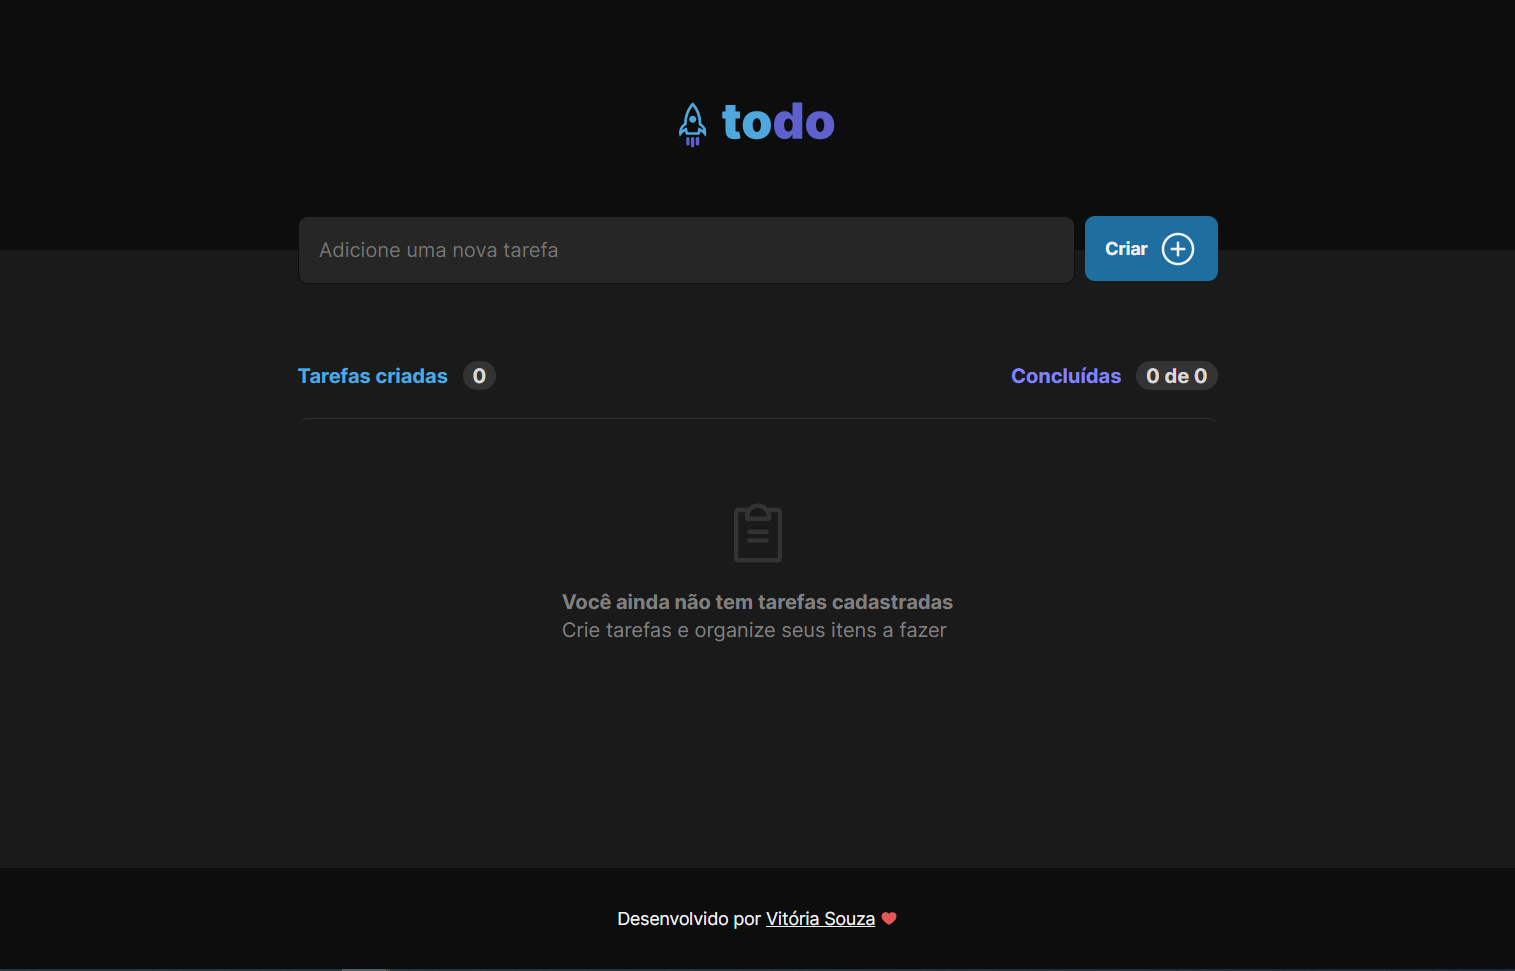 todo
Adicione uma nova tarefa
Criar
Tarefas criadas 0
Concluídas 0 de 0
Você ainda não tem tarefas cadastradas
Crie tarefas e organize seus itens a fazer
Desenvolvido por Vitória Souza